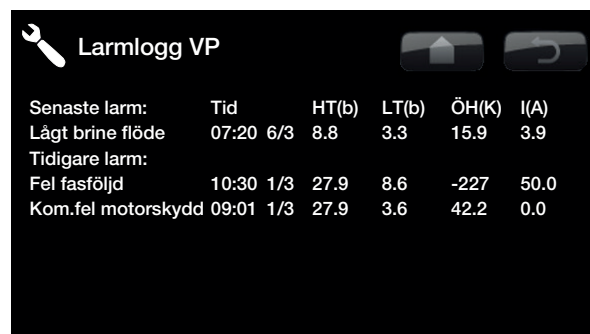 Larmlogg VP
Senaste larm: Tid HT(b) LT(b) ÖH(K) I(A)
Lågt brine flöde 07:20 6/3 8.8 3.3 15.9 3.9
Tidigare larm:
Fel fasföljd 10:30 1/3 27.9 8.6 -227 50.0
Kom.fel motorskydd 09:01 1/3 27.9 3.6 42.2 0.0